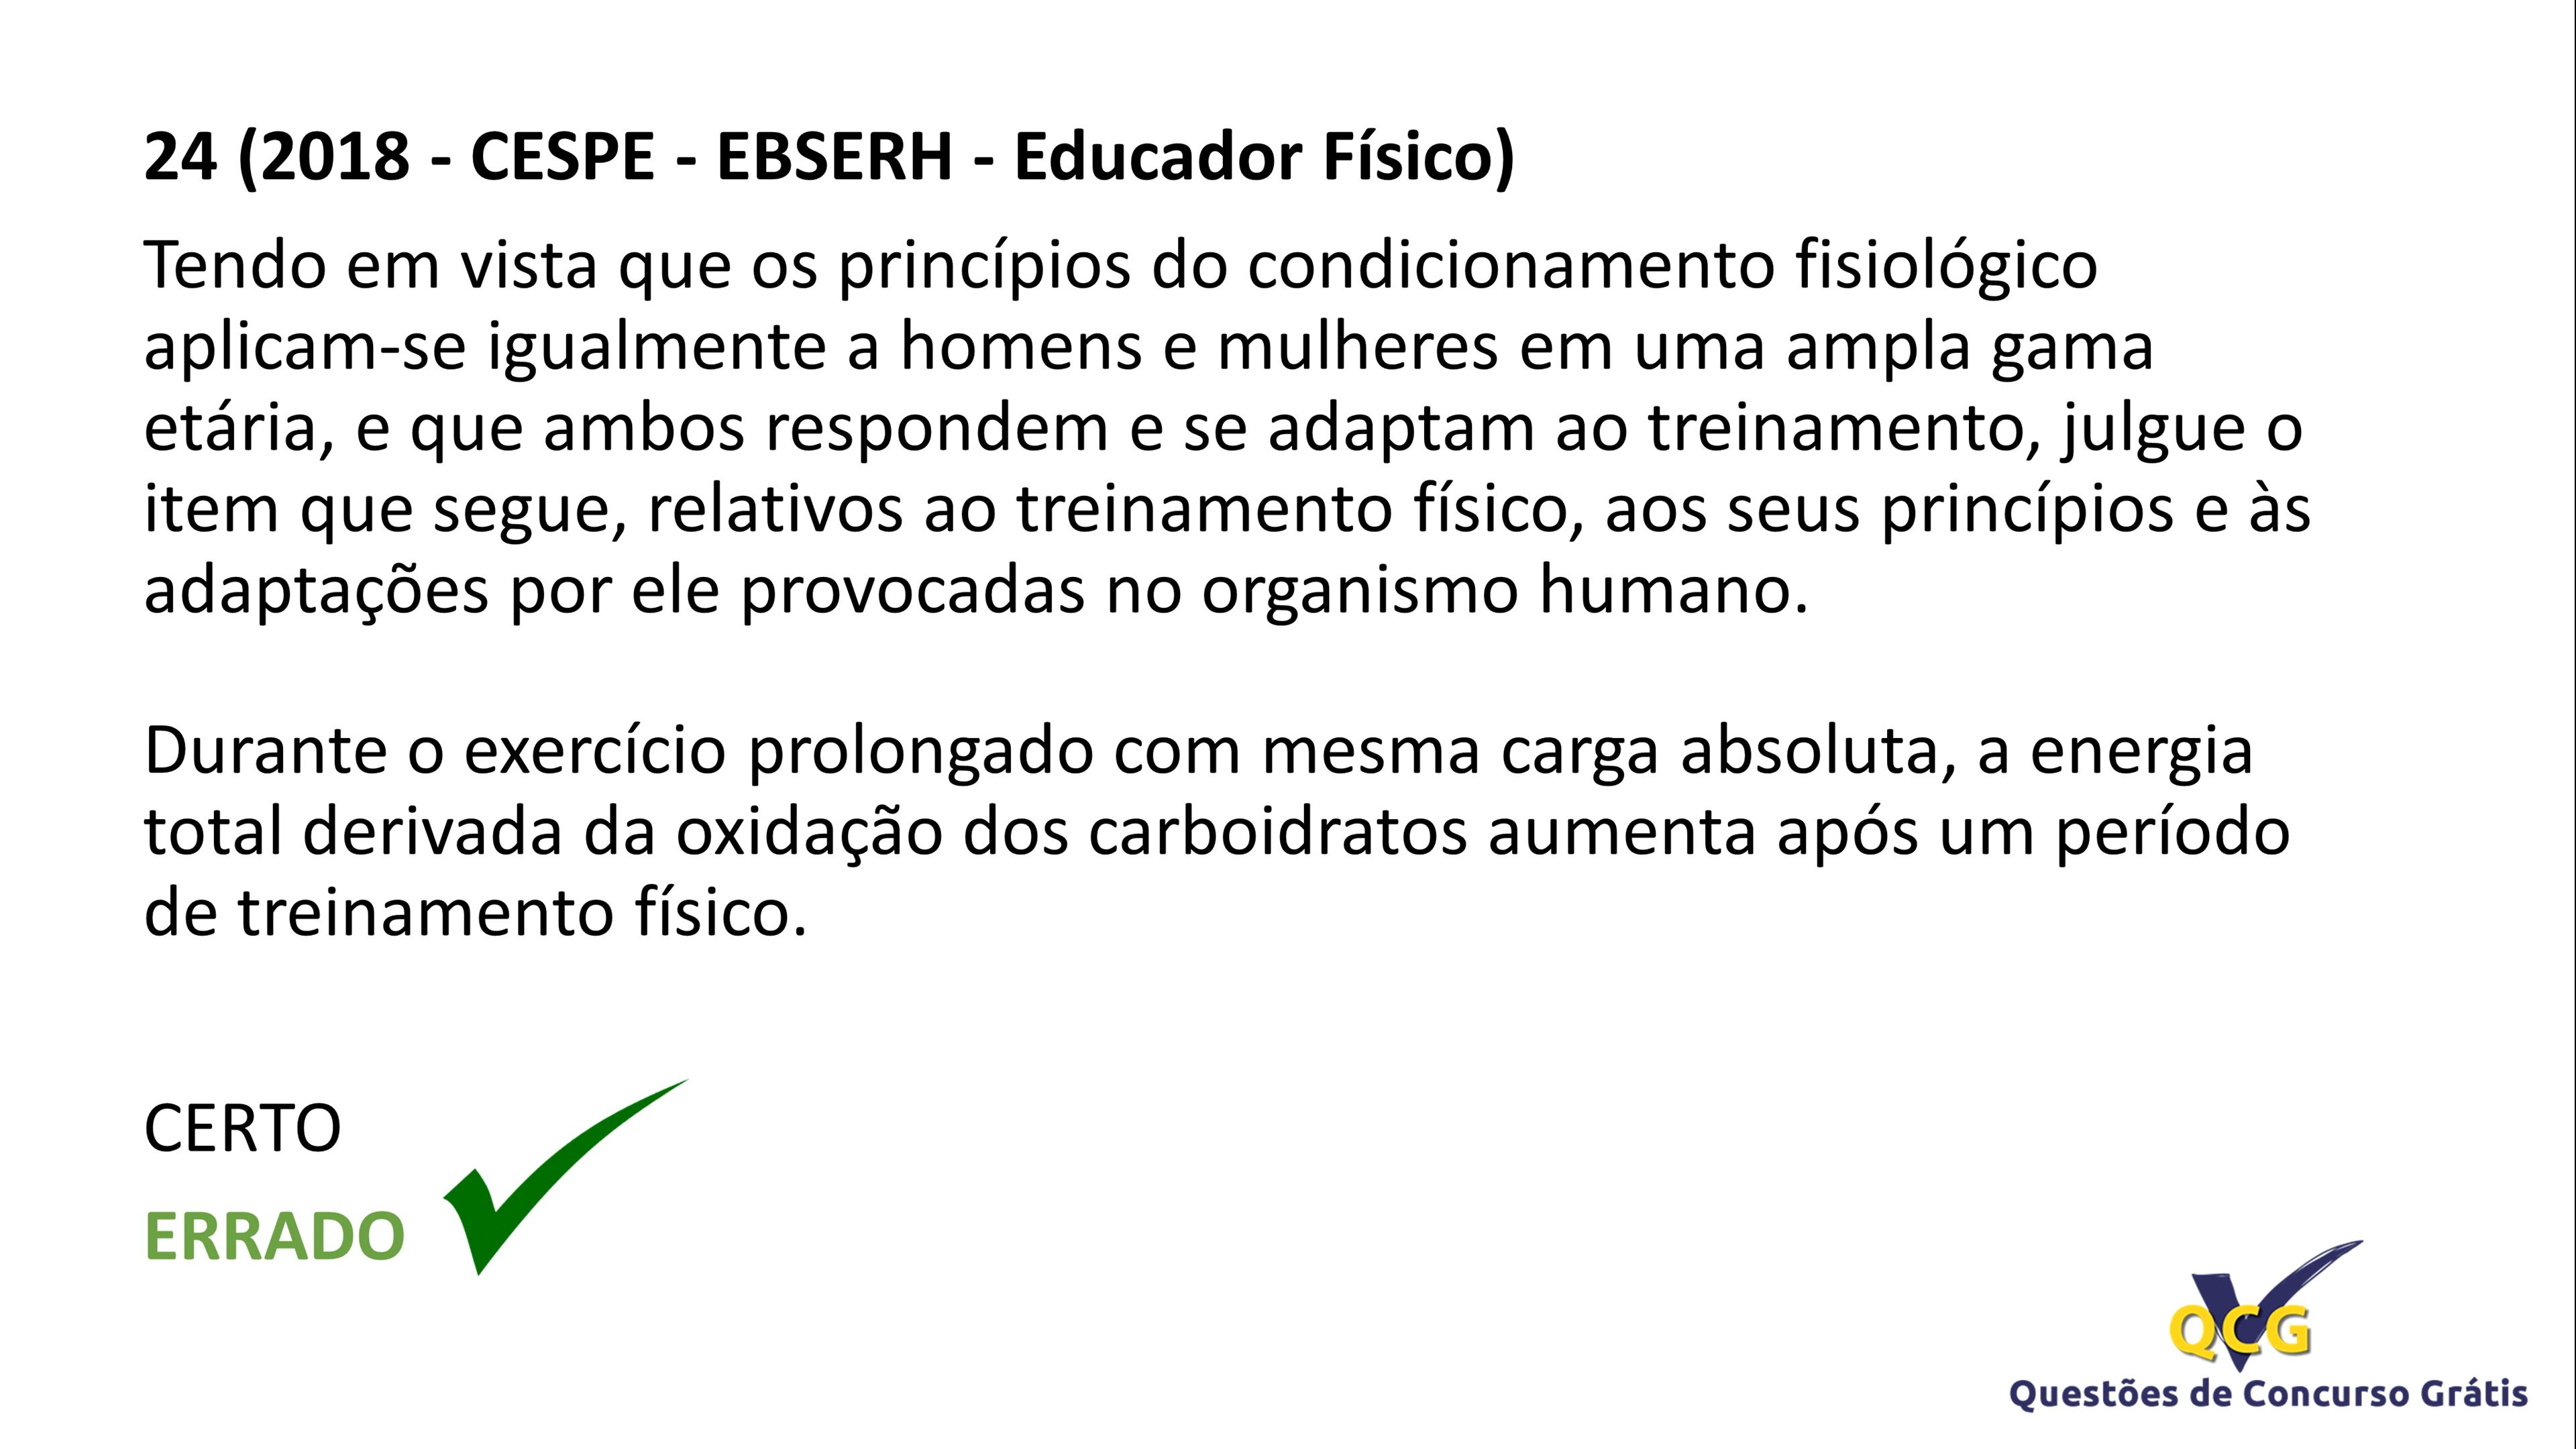 24 (2018 - CESPE - EBSERH - Educador Físico)
Tendo em vista que os princípios do condicionamento fisiológico
aplicam-se igualmente a homens e mulheres em uma ampla gama
etária, e que ambos respondem e se adaptam ao treinamento, julgue o
item que segue, relativos ao treinamento físico, aos seus princípios e às
adaptações por ele provocadas no organismo humano.
Durante o exercício prolongado com mesma carga absoluta, a energia
total derivada da oxidação dos carboidratos aumenta após um período
de treinamento físico.
CERTO
ERRADO
QCG
Questões de Concurso Grátis